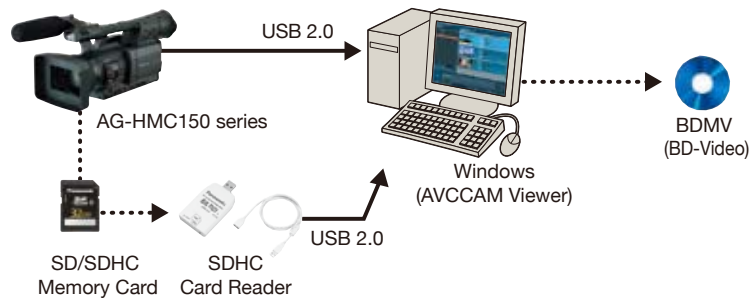 USB 2.0
AG-HMC150 series
BDMV
(BD-Video)
Windows
(AVCCAM Viewer)
USB 2.0
SD/SDHC
Memory Card
SDHC
Card Reader
Panasonic